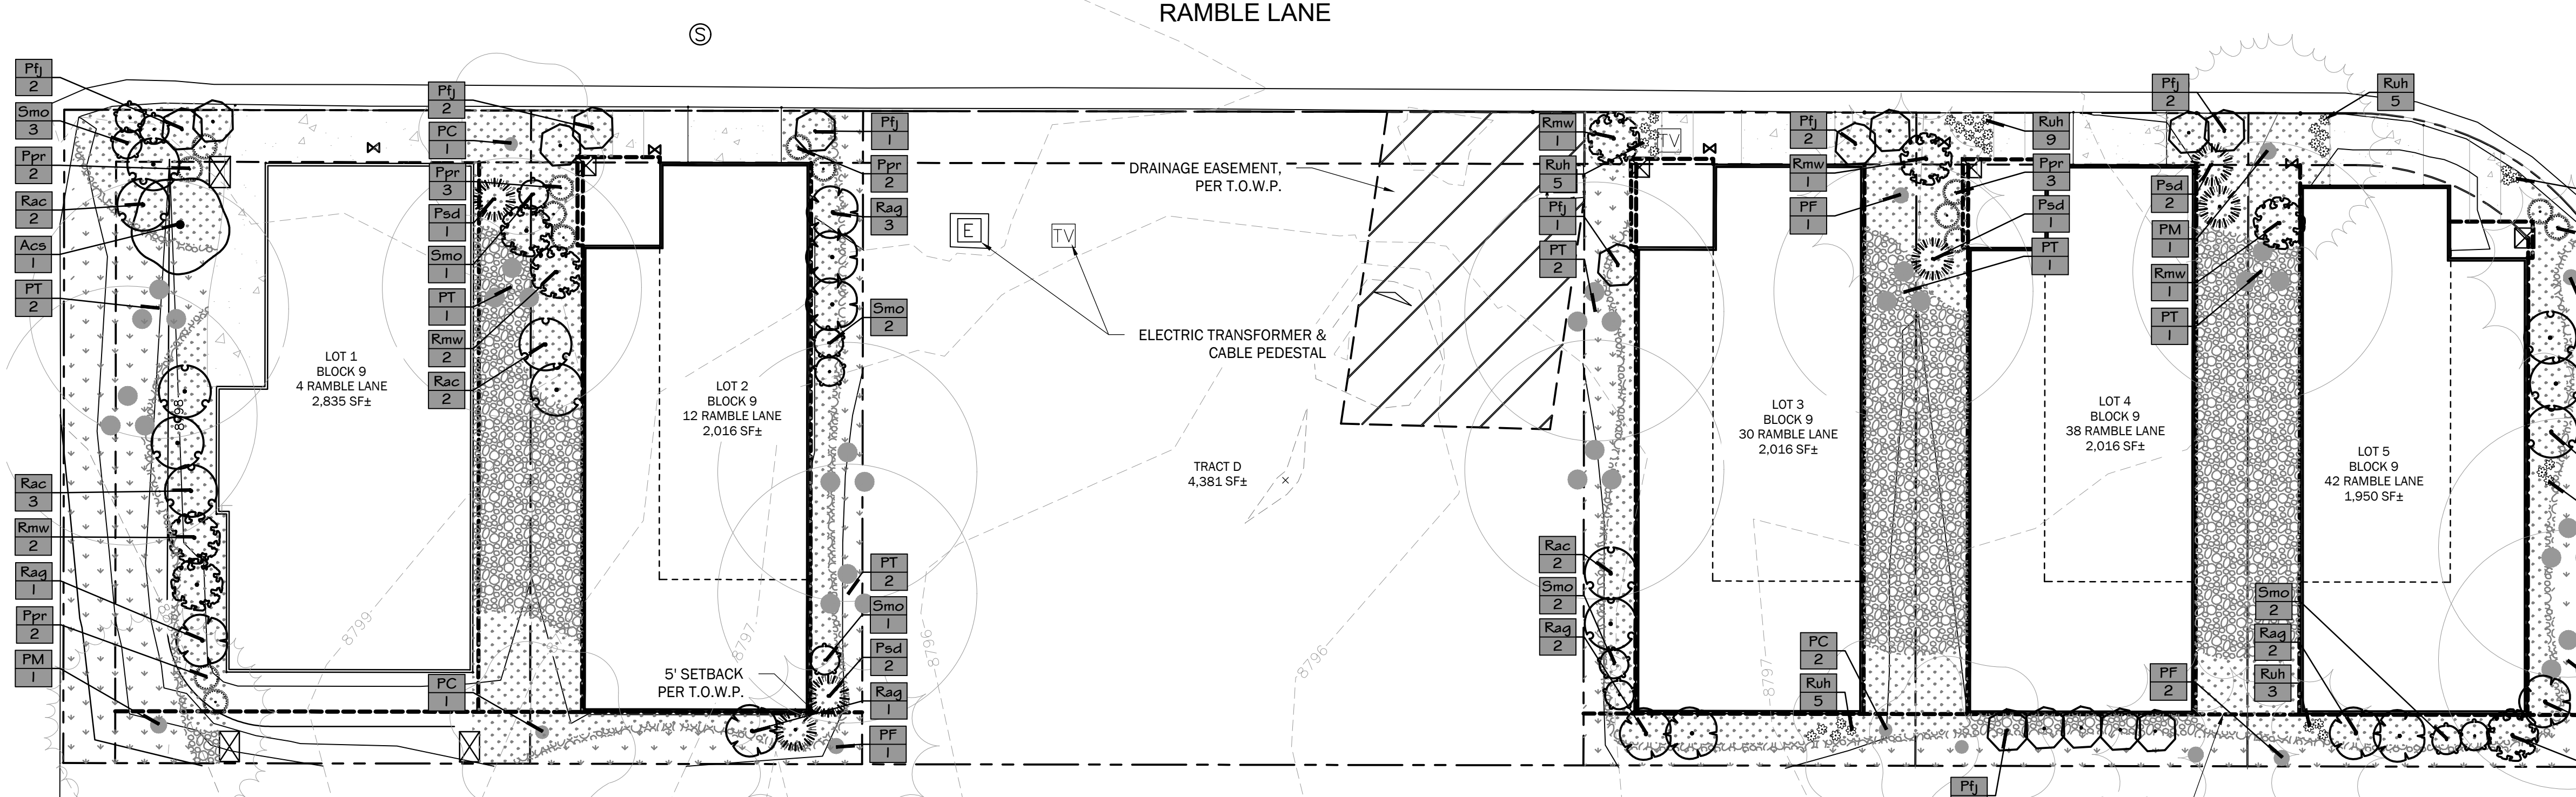 RAMBLE LANE
S
Pfj
2
Smo
3
Ppr
2
Rac
2
Acs
1
PT
2
Rac
3
Rmw
2
Rag
1
Ppr
2
PM
1
8798
LOT 1
BLOCK 9
4 RAMBLE LANE
2,835 SF±
8799
Pfj
2
PC
1
Ppr
3
Psd
1
Smo
1
PT
1
Rmw
2
Rac
2
PC
1
LOT 2
BLOCK 9
12 RAMBLE LANE
2,016 SF±
8797
5' SETBACK
PER T.O.W.P.
Pfj
1
Ppr
2
Rag
3
Smo
2
PT
2
Smo
1
Psd
2
Rag
1
PF
1
8796
E
TV
DRAINAGE EASEMENT,
PER T.O.W.P.
ELECTRIC TRANSFORMER &
CABLE PEDESTAL
TRACT D
4,381 SF±
8796
Rmw
1
Ruh
5
Pfj
1
PT
2
Rac
2
Smo
2
Rag
2
TV
LOT 3
BLOCK 9
30 RAMBLE LANE
2,016 SF±
8797
Pfj
2
Rmw
1
PF
1
PC
2
Ruh
5
Ruh
9
Ppr
3
Psd
1
PT
1
LOT 4
BLOCK 9
38 RAMBLE LANE
2,016 SF±
Pfj
Pfj
2
Psd
2
PM
1
Rmw
1
PT
1
PF
2
Smo
2
Rag
2
Ruh
3
Ruh
5
LOT 5
BLOCK 9
42 RAMBLE LANE
1,950 SF±